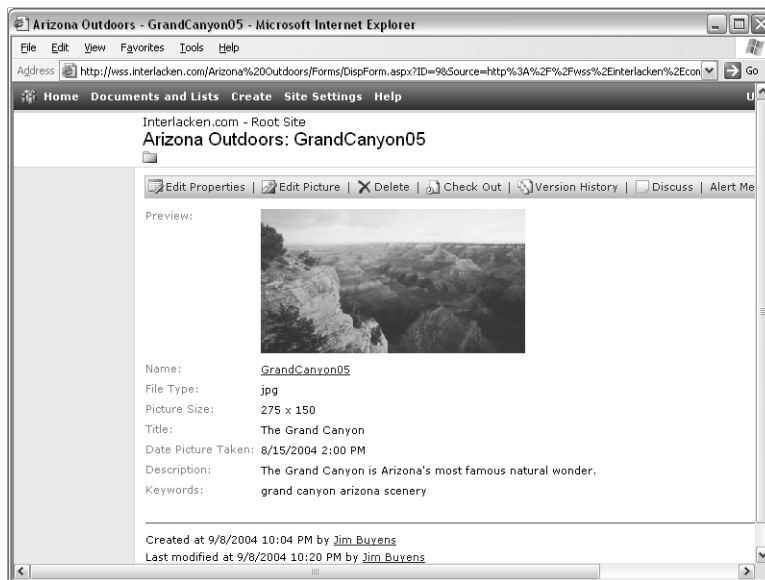 Arizona Outdoors - GrandCanyon05 - Microsoft Internet Explorer
File Edit View Favorites Tools Help
Address http://wss.interlacken.com/Arizona%20Outdoors/Forms/DispForm.aspx?ID=9&Source=http%3A%2F%2Fwss%2Einterlacken%2Econ Go
Home Documents and Lists Create Site Settings Help U
Interlacken.com - Root Site
Arizona Outdoors: GrandCanyon05
Edit Properties | Edit Picture | Delete | Check Out | Version History | Discuss | Alert Me
Preview:
Name: GrandCanyon05
File Type: jpg
Picture Size: 275 x 150
Title: The Grand Canyon
Date Picture Taken: 8/15/2004 2:00 PM
Description: The Grand Canyon is Arizona's most famous natural wonder.
Keywords: grand canyon arizona scenery
Created at 9/8/2004 10:04 PM by Jim Buyens
Last modified at 9/8/2004 10:20 PM by Jim Buyens